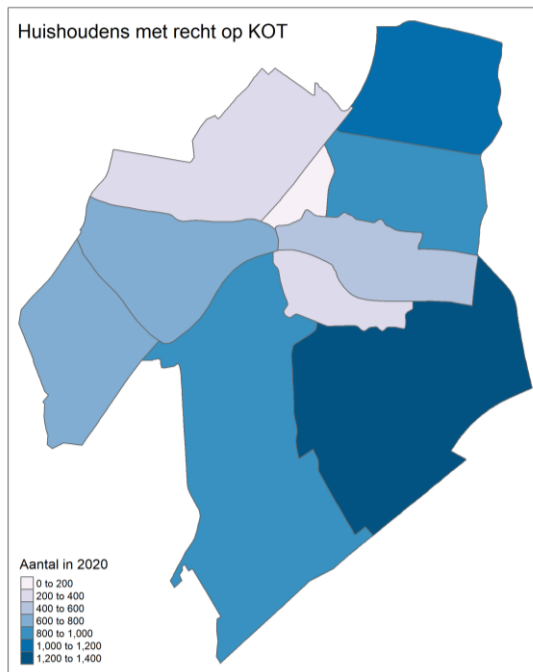 Huishoudens met recht op KOT
Aantal in 2020
0 to 200
200 to 400
400 to 600
600 to 800
800 to 1,000
1,000 to 1,200
1,200 to 1,400